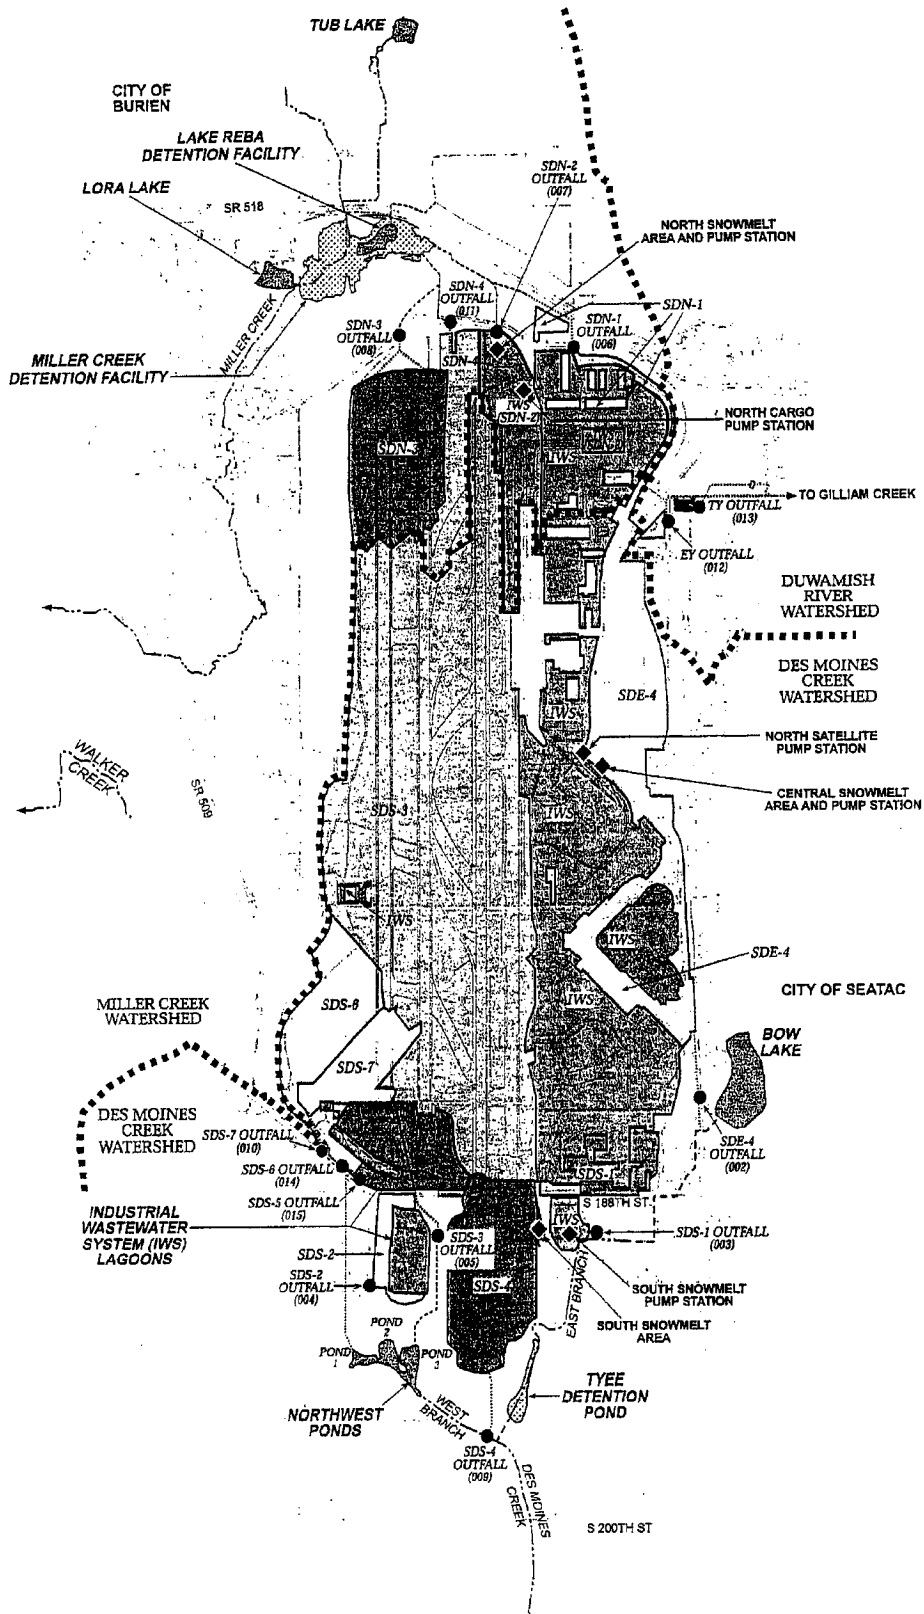 TUB LAKE
CITY OF
BURIEN
LAKE REBA
DETENTION FACILITY
LORA LAKE
SR 518
SDN-2
OUTFALL
(007)
NORTH SNOWMELT
AREA AND PUMP STATION
SDN-4
OUTFALL
(011)
SDN-1
SDN-3
OUTFALL
(008)
SDN-1
OUTFALL
(006)
MILLER CREEK
MILLER CREEK
DETENTION FACILITY
SDN-4
IWS
(SDN-2)
NORTH CARGO
PUMP STATION
SDN-3
IWS
TO GILLIAM CREEK
TY OUTFALL
(013)
EY OUTFALL
(012)
DUWAMISH
RIVER
WATERSHED
DES MOINES
CREEK
WATERSHED
SDE-4
IWS
NORTH SATELLITE
PUMP STATION
WALKER
CREEK
SR 509
CENTRAL SNOWMELT
AREA AND PUMP STATION
SDS-3
IWS
IWS
IWS
SDE-4
IWS
CITY OF SEATAC
MILLER CREEK
WATERSHED
SDS-6
BOW
LAKE
SDS-7
DES MOINES
CREEK
WATERSHED
SDS-7 OUTFALL
(010)
SDE-4
OUTFALL
(002)
SDS-6 OUTFALL
(014)
SDS-1
SDS-5 OUTFALL
(015)
S 188TH ST
INDUSTRIAL
WASTEWATER
SYSTEM (IWS)
LAGOONS
IWS
SDS-1 OUTFALL
(003)
SDS-3
OUTFALL
(005)
SDS-2
SDS-2
OUTFALL
(004)
SDS-4
EAST BRANCH
SOUTH SNOWMELT
PUMP STATION
SOUTH SNOWMELT
AREA
POND
2
POND
1
POND
3
TYEE
DETENTION
POND
NORTHWEST
PONDS
WEST
BRANCH
SDS-4
OUTFALL
(009)
DES MOINES
CREEK
S 200TH ST